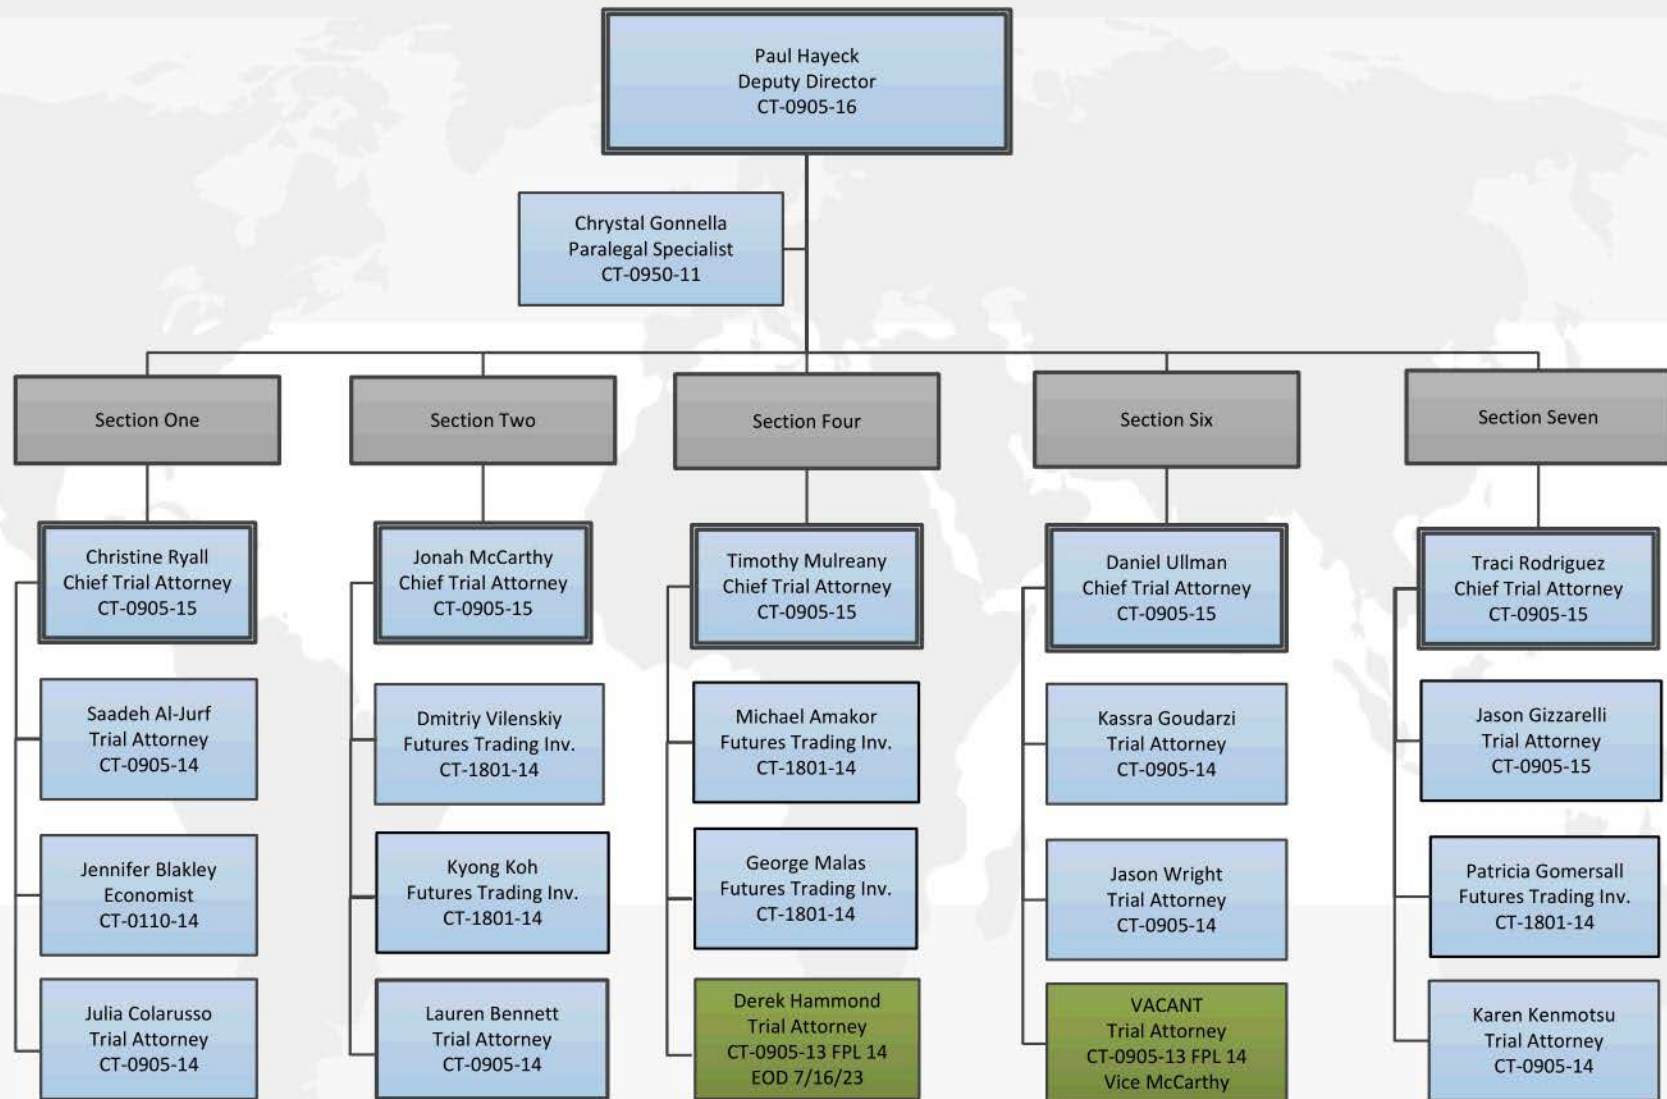 Paul Hayeck
Deputy Director
CT-0905-16
Chrystal Gonnella
Paralegal Specialist
CT-0950-11
Section One
Section Two
Section Four
Section Six
Section Seven
Christine Ryall
Chief Trial Attorney
CT-0905-15
Jonah McCarthy
Chief Trial Attorney
CT-0905-15
Timothy Mulreany
Chief Trial Attorney
CT-0905-15
Daniel Ullman
Chief Trial Attorney
CT-0905-15
Traci Rodriguez
Chief Trial Attorney
CT-0905-15
Saadeh Al-Jurf
Trial Attorney
CT-0905-14
Dmitriy Vilenskiy
Futures Trading Inv.
CT-1801-14
Michael Amakor
Futures Trading Inv.
CT-1801-14
Kassra Goudarzi
Trial Attorney
CT-0905-14
Jason Gizzarelli
Trial Attorney
CT-0905-15
Jennifer Blakley
Economist
CT-0110-14
Kyong Koh
Futures Trading Inv.
CT-1801-14
George Malas
Futures Trading Inv.
CT-1801-14
Jason Wright
Trial Attorney
CT-0905-14
Patricia Gomersall
Futures Trading Inv.
CT-1801-14
Julia Colarusso
Trial Attorney
CT-0905-14
Lauren Bennett
Trial Attorney
CT-0905-14
Derek Hammond
Trial Attorney
CT-0905-13 FPL 14
EOD 7/16/23
VACANT
Trial Attorney
CT-0905-13 FPL 14
Vice McCarthy
Karen Kenmotsu
Trial Attorney
CT-0905-14